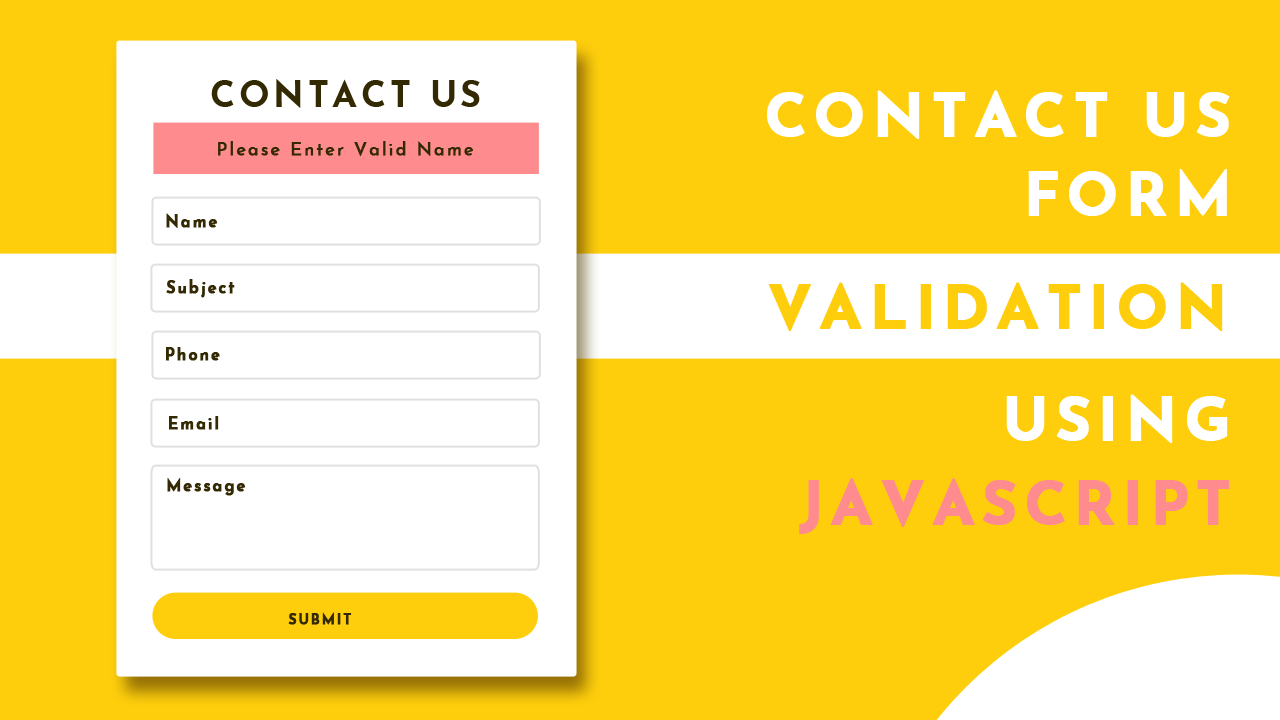 CONTACT US
Please Enter Valid Name
Name
Subject
Phone
Email
Message
SUBMIT
CONTACT US
FORM
VALIDATION
USING
JAVASCRIPT